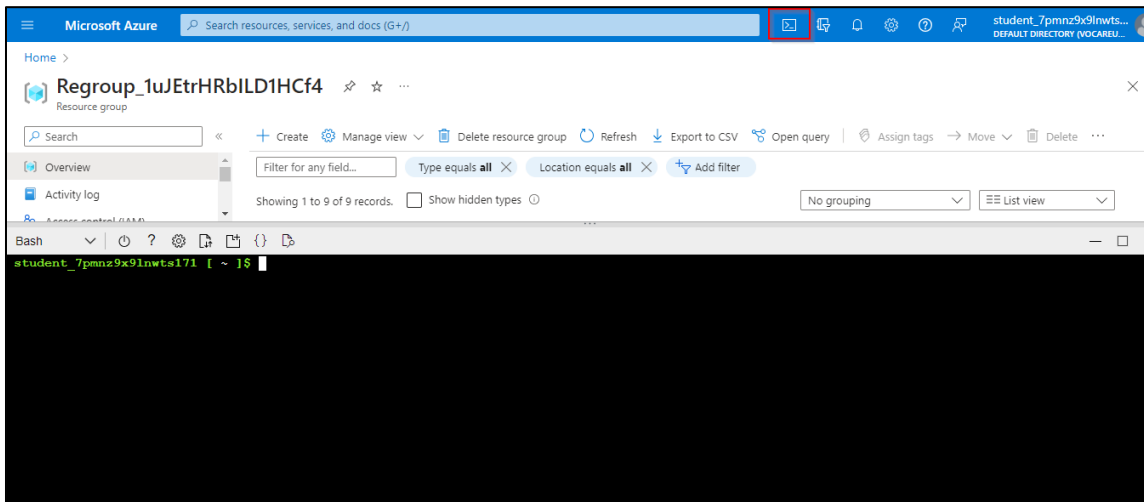 Microsoft Azure
Search resources, services, and docs (G+/)
student_7pmnz9x9lnwts...
DEFAULT DIRECTORY (VOCAREU...
Home >
Regroup_1uJEtrHRbILD1HCf4
Resource group
Search
Create
Manage view
Delete resource group
Refresh
Export to CSV
Open query
Assign tags
Move
Delete
Overview
Filter for any field...
Type equals all
Location equals all
Add filter
Activity log
Showing 1 to 9 of 9 records.
Show hidden types
No grouping
List view
Access control (IAM)
Bash
student_7pmnz9x9lnwts171 [ ~ ]$